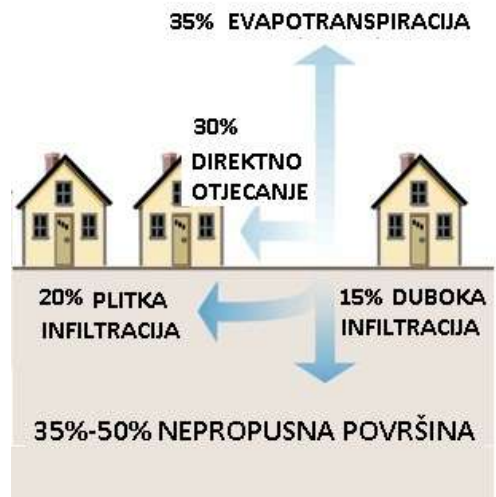 35% EVAPOTRANSPIRACIJA
30%
DIREKTNO
OTJECANJE
20% PLITKA
INFILTRACIJA
15% DUBOKA
INFILTRACIJA
35%-50% NEPROPUSNA POVRŠINA